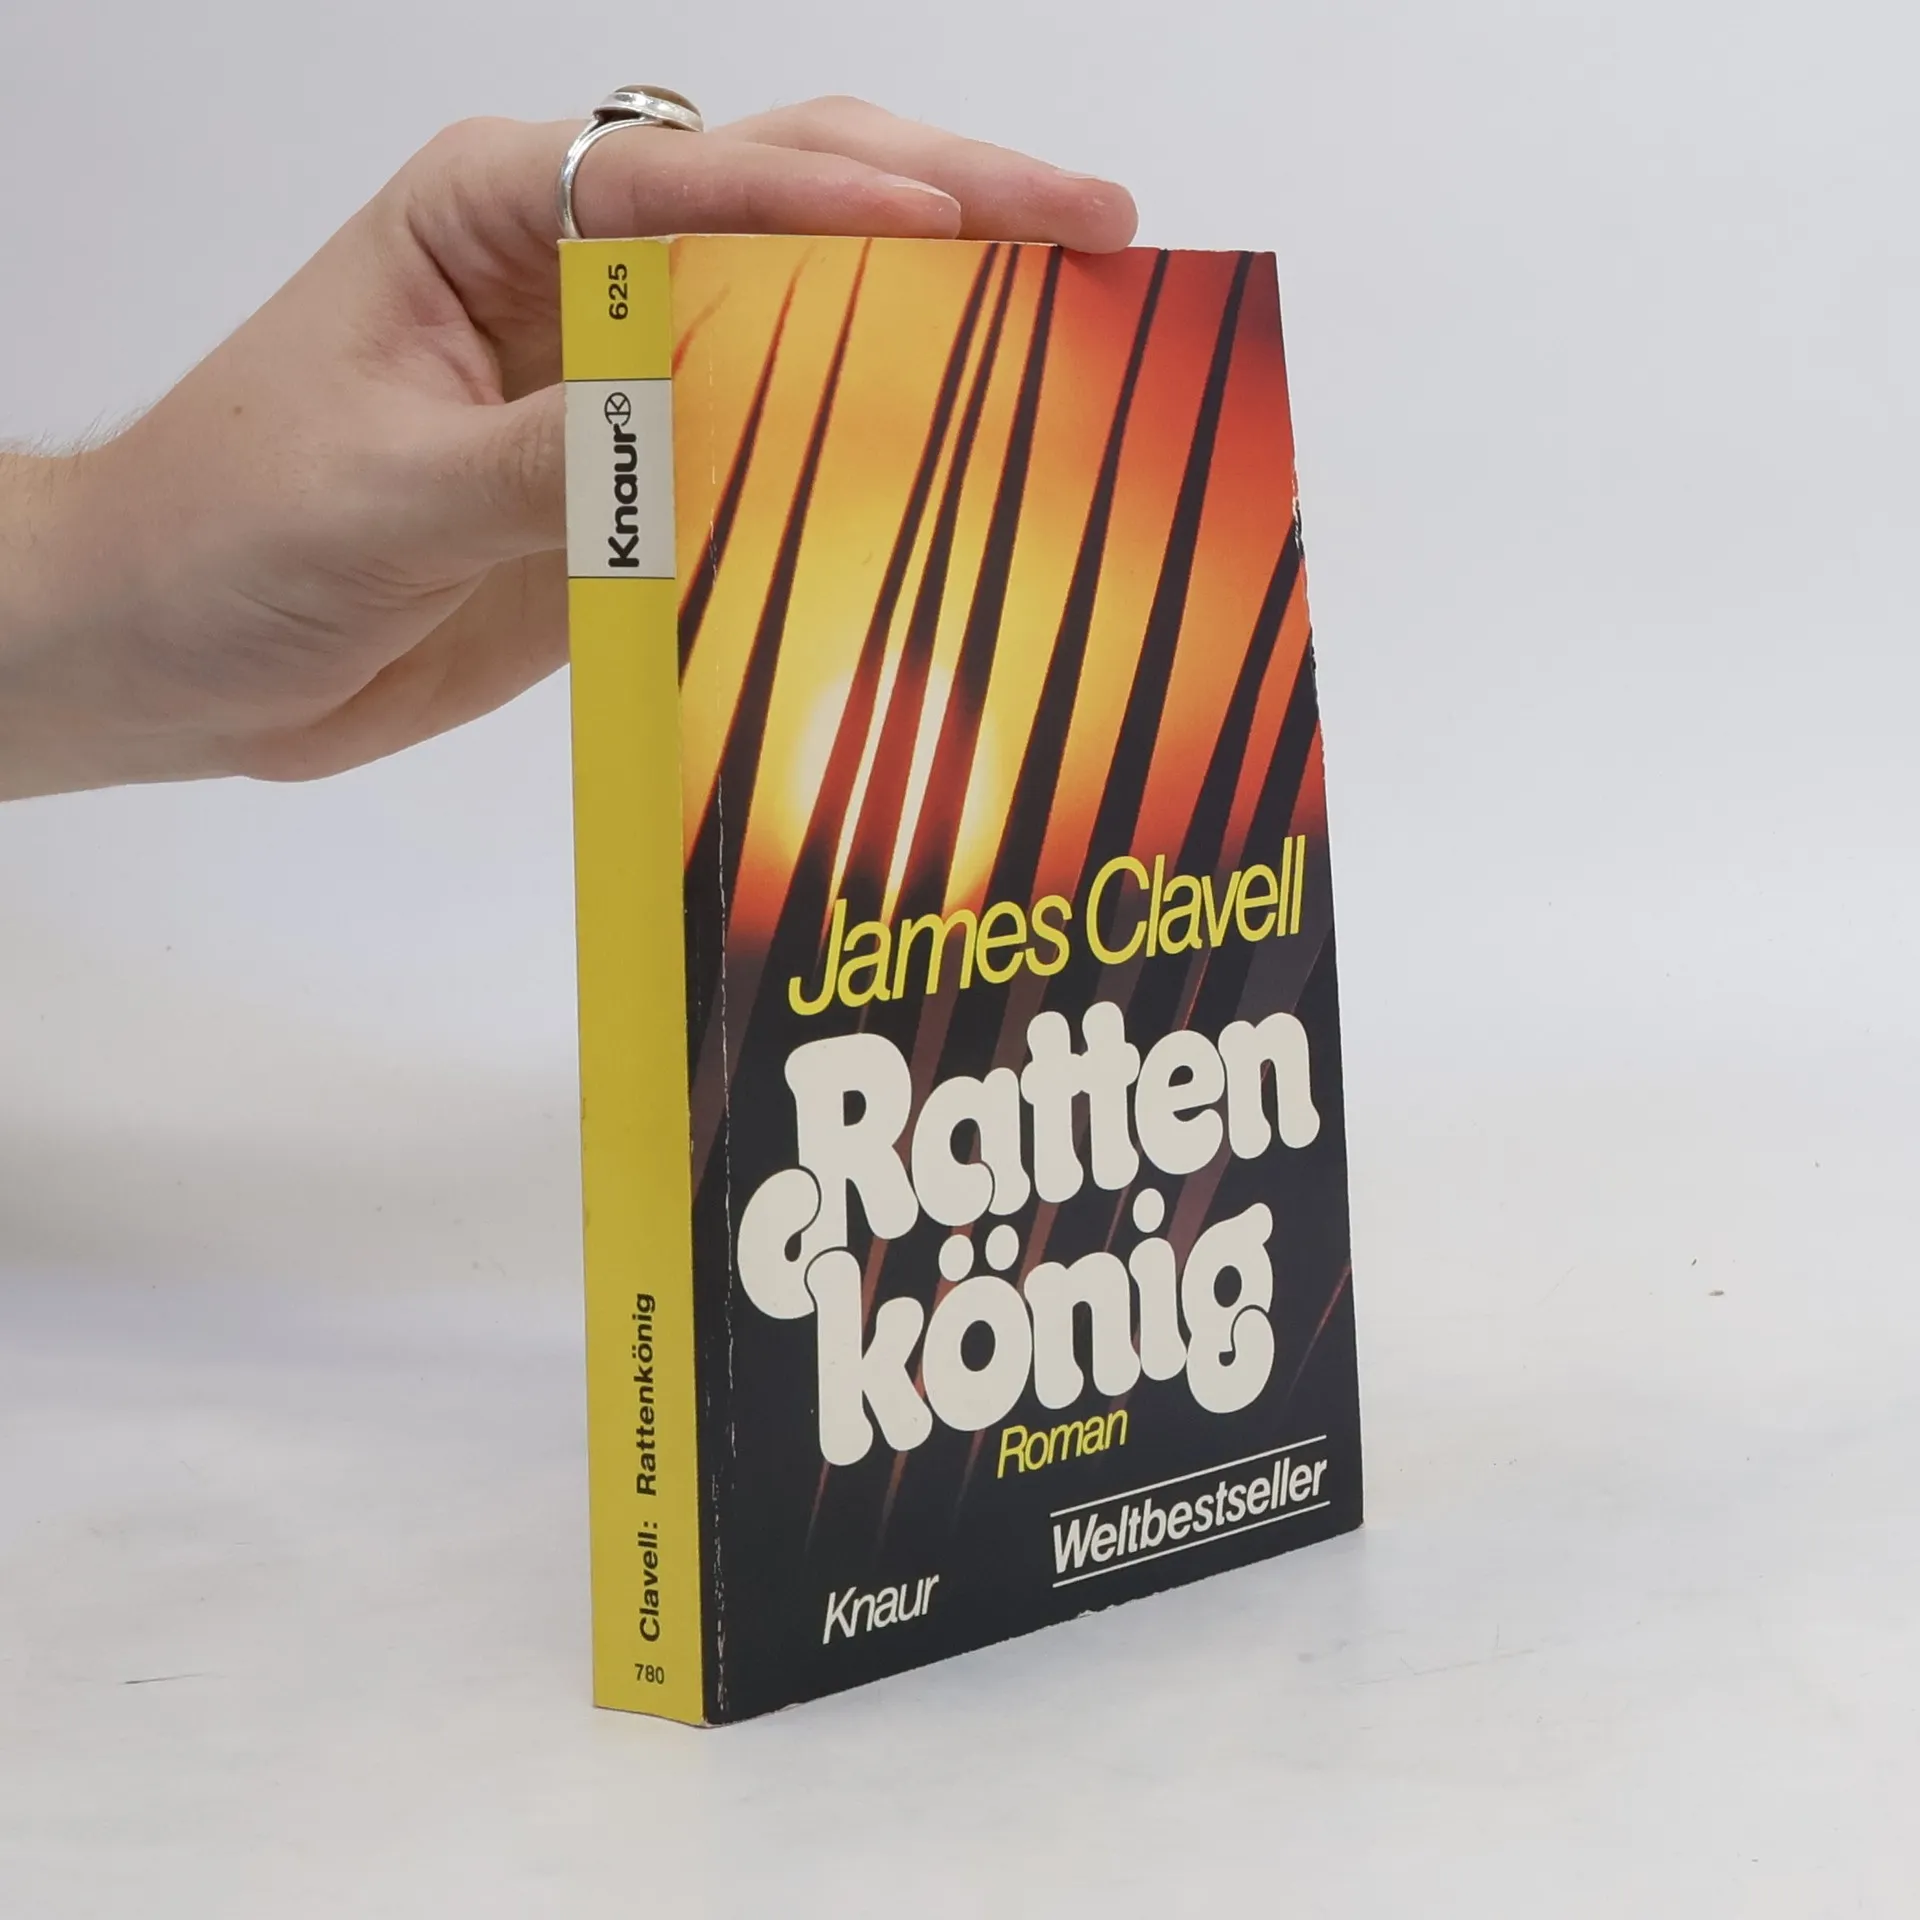 625
Knaur
Clavell: Rattenkönig
780
James Clavell
Ratten
könig
Roman
Weltbestseller
Knaur